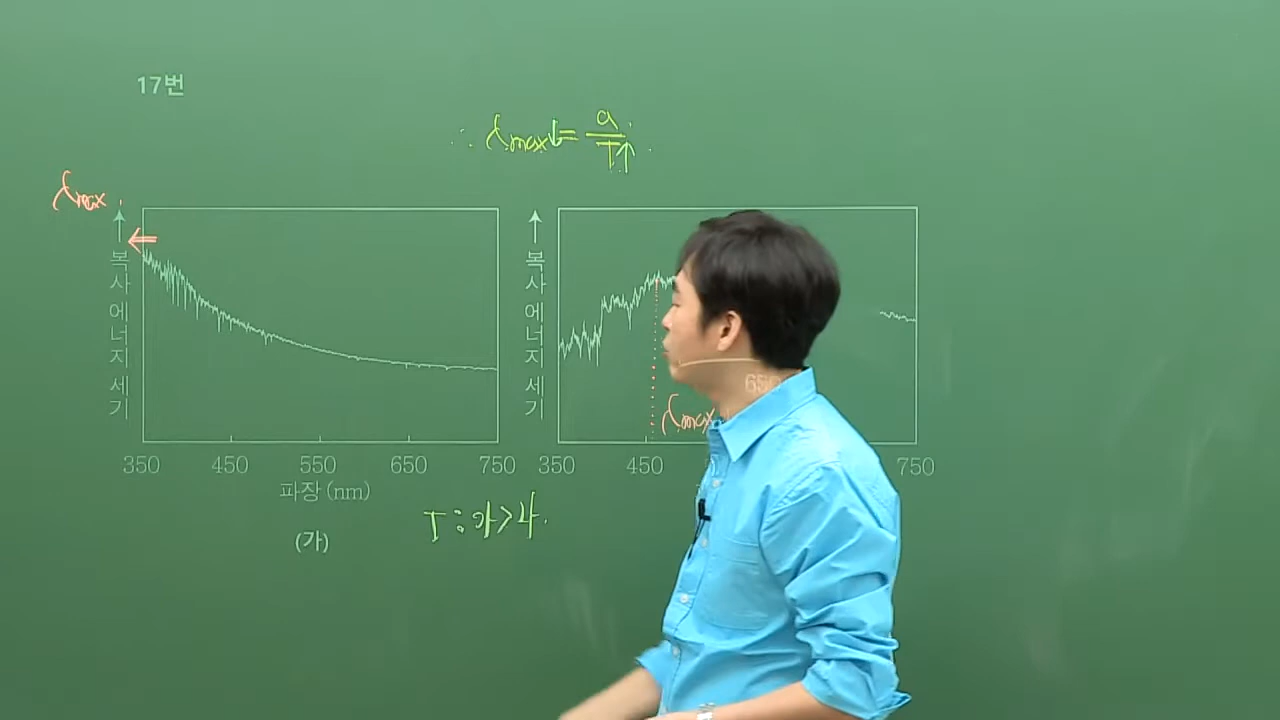 17번
∴ λmax↓ = a/T↑
λmax
복사 에너지 세기
350 450 550 650 750
파장(nm)
(가)
복사 에너지 세기
λmax
350 450 750
T : 가 > 나.